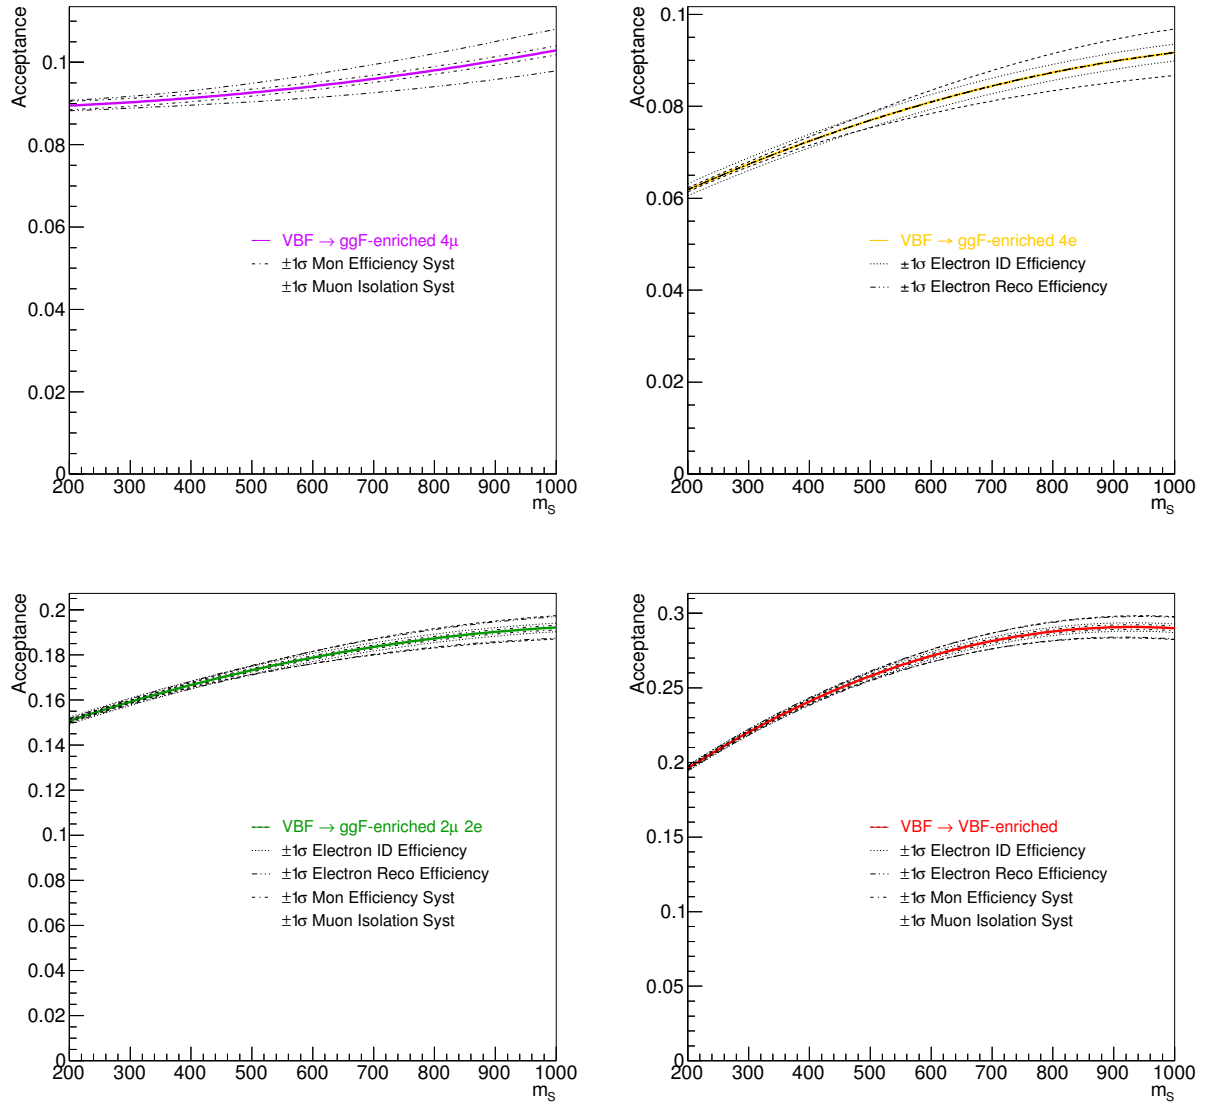 Acceptance
0.1
0.08
0.06
0.04
0.02
0
200 300 400 500 600 700 800 900 1000
m_S
VBF → ggF-enriched 4μ
±1σ Mon Efficiency Syst
±1σ Muon Isolation Syst
Acceptance
0.1
0.08
0.06
0.04
0.02
0
200 300 400 500 600 700 800 900 1000
m_S
VBF → ggF-enriched 4e
±1σ Electron ID Efficiency
±1σ Electron Reco Efficiency
Acceptance
0.2
0.18
0.16
0.14
0.12
0.1
0.08
0.06
0.04
0.02
0
200 300 400 500 600 700 800 900 1000
m_S
VBF → ggF-enriched 2μ 2e
±1σ Electron ID Efficiency
±1σ Electron Reco Efficiency
±1σ Mon Efficiency Syst
±1σ Muon Isolation Syst
Acceptance
0.3
0.25
0.2
0.15
0.1
0.05
0
200 300 400 500 600 700 800 900 1000
m_S
VBF → VBF-enriched
±1σ Electron ID Efficiency
±1σ Electron Reco Efficiency
±1σ Mon Efficiency Syst
±1σ Muon Isolation Syst